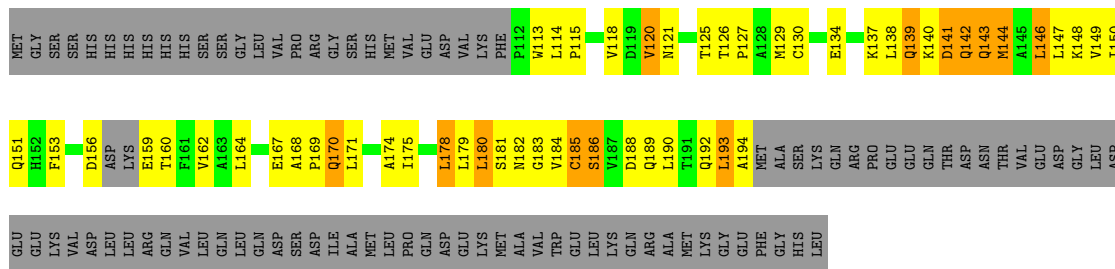 MET GLY SER SER HIS HIS HIS HIS HIS HIS SER SER GLY LEU VAL PRO ARG GLY SER HIS MET VAL GLU ASP VAL LYS PHE P112 W113 L114 P115 V118 D119 V120 N121 T125 T126 P127 A128 M129 C130 E134 K137 L138 Q139 K140 D141 Q142 Q143 M144 A145 L146 L147 K148 V149 I150
Q151 H152 F153 D156 ASP LYS E159 T160 F161 V162 A163 L164 E167 A168 P169 Q170 L171 A174 I175 L178 L179 L180 S181 N182 G183 V184 C185 S186 V187 D188 Q189 L190 T191 Q192 L193 A194 MET ALA SER LYS GLN ARG PRO GLU GLU GLN THR ASP ASN THR VAL GLU ASP GLY LEU ASP
GLU GLU LYS VAL ASP LEU LEU ARG GLN VAL LEU GLN LEU GLN ASP SER ASP ILE ALA MET LEU PRO GLN ASP GLU LYS MET ALA VAL TRP GLU LEU LYS GLN ARG ALA MET LYS GLY GLU PHE GLY HIS LEU